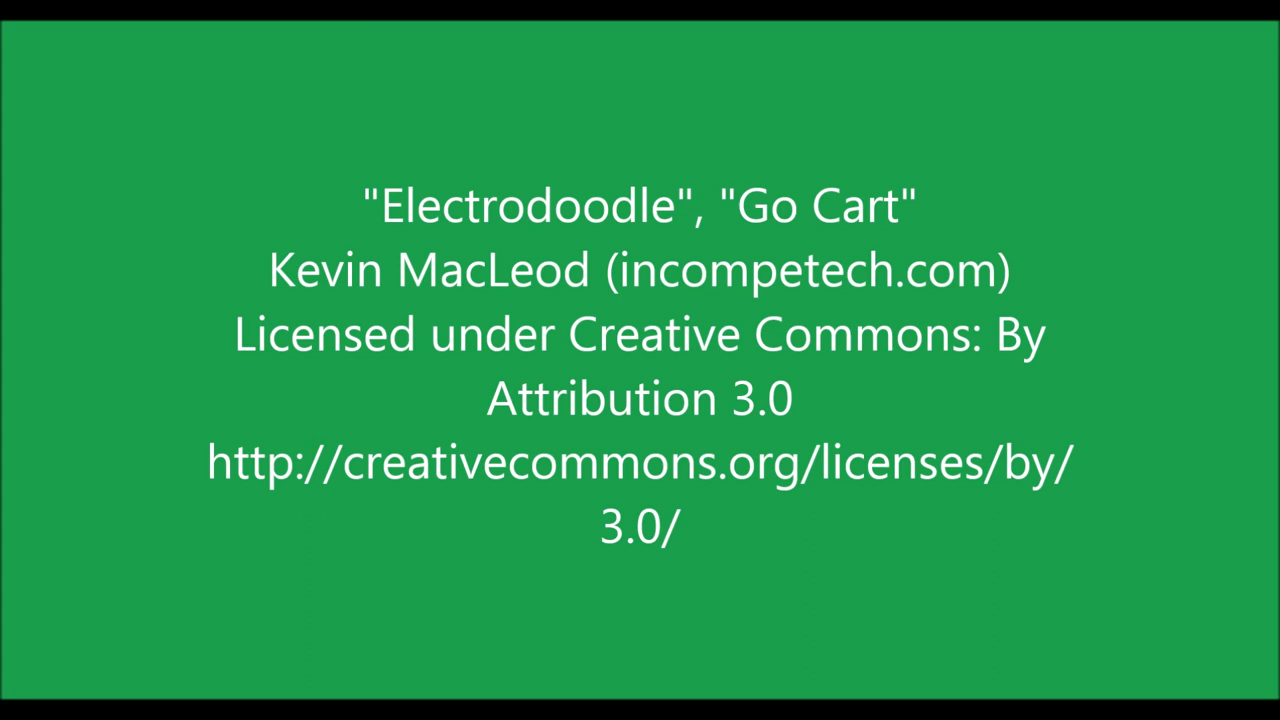 "Electrodoodle", "Go Cart"
Kevin MacLeod (incompetech.com)
Licensed under Creative Commons: By
Attribution 3.0
http://creativecommons.org/licenses/by/
3.0/